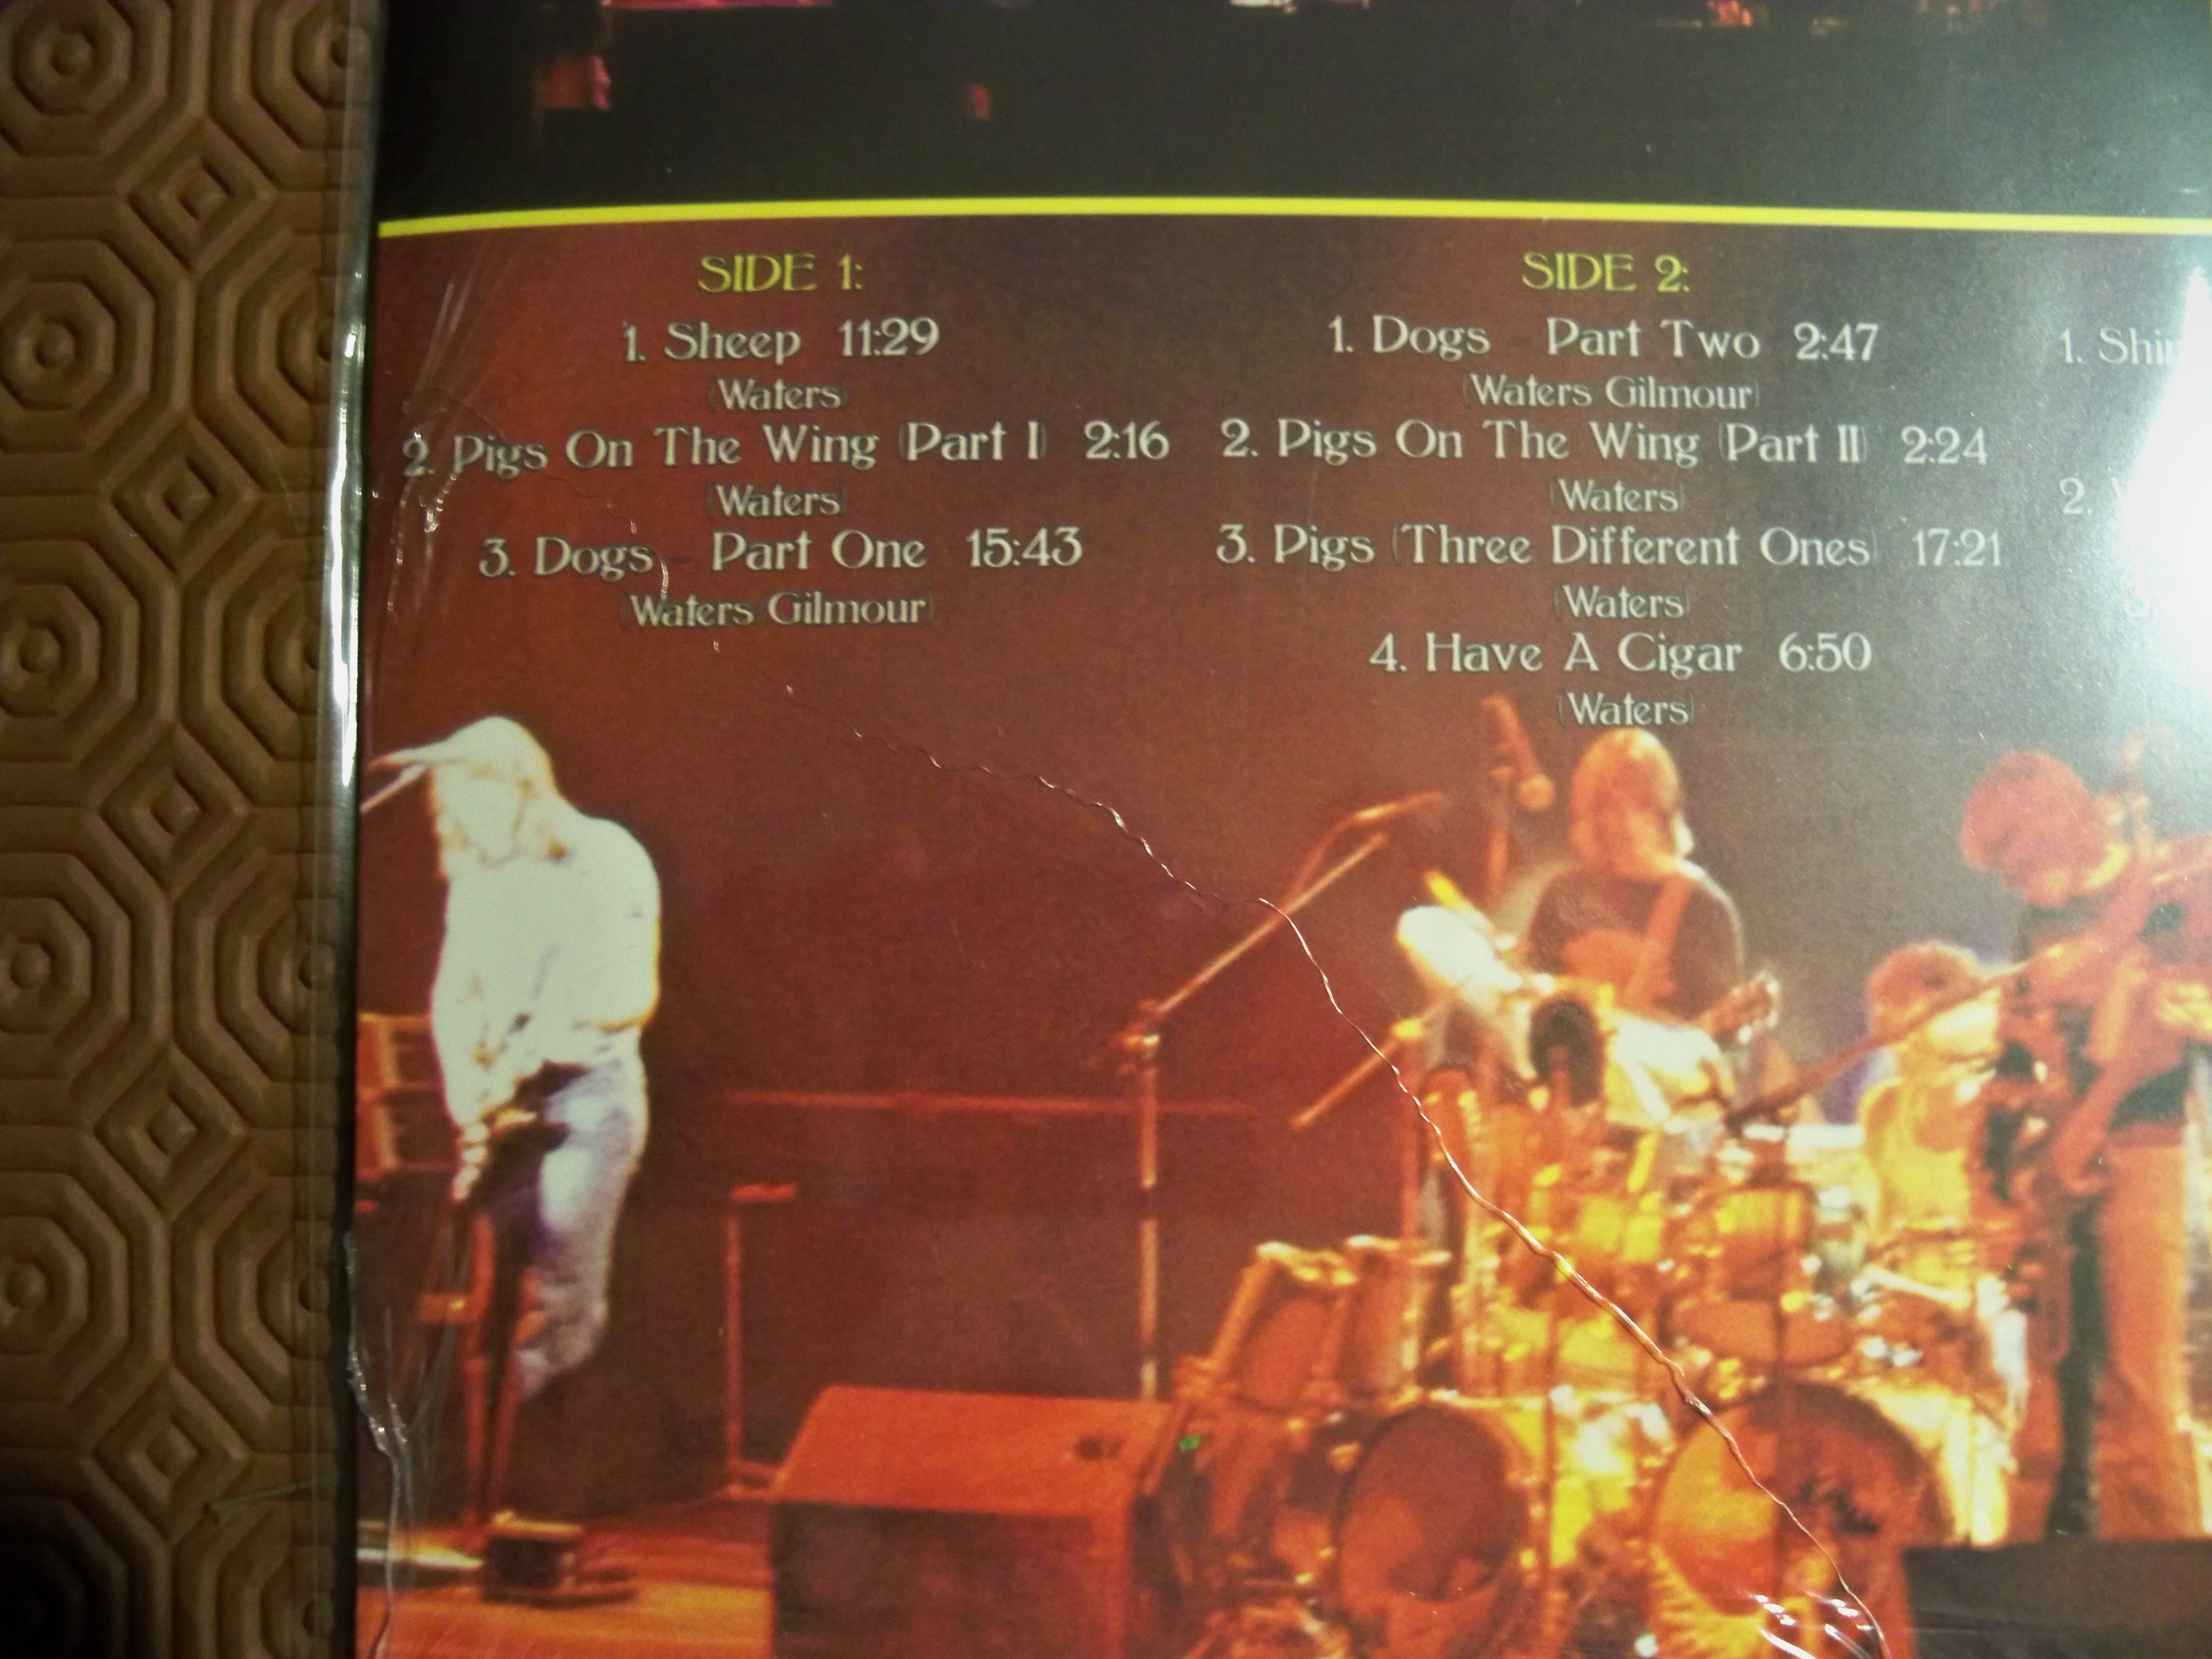 SIDE 1:
1. Sheep 11:29
(Waters)
2. Pigs On The Wing (Part I) 2:16
(Waters)
3. Dogs - Part One 15:43
(Waters Gilmour)
SIDE 2:
1. Dogs - Part Two 2:47
(Waters Gilmour)
2. Pigs On The Wing (Part II) 2:24
(Waters)
3. Pigs (Three Different Ones) 17:21
(Waters)
4. Have A Cigar 6:50
(Waters)
1.
2.